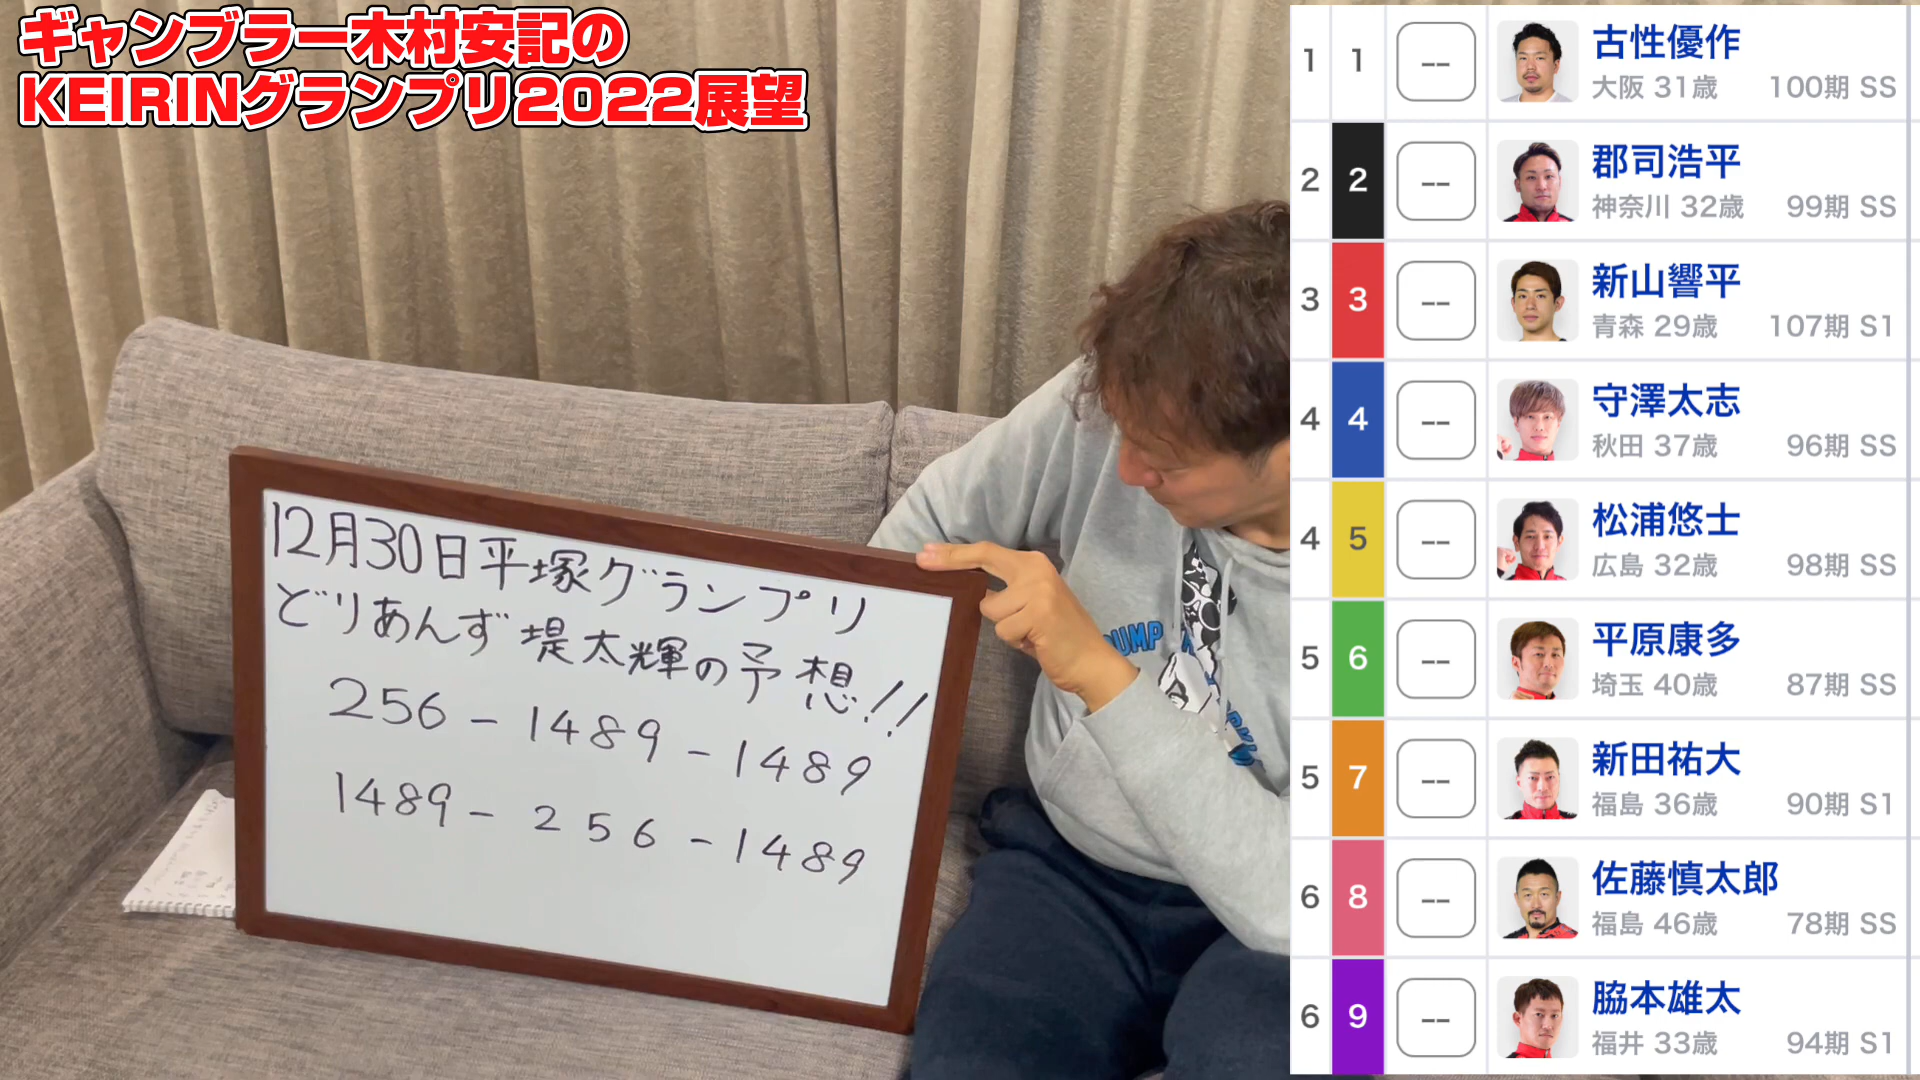 ギャンブラー木村安記の
KEIRINグランプリ2022展望
12月30日平塚グランプリ
どりあんず堤太輝の予想!!
256-1489-1489
1489-256-1489
UMP
1 1 -- 古性優作
大阪 31歳 100期 SS
2 2 -- 郡司浩平
神奈川 32歳 99期 SS
3 3 -- 新山響平
青森 29歳 107期 S1
4 4 -- 守澤太志
秋田 37歳 96期 SS
4 5 -- 松浦悠士
広島 32歳 98期 SS
5 6 -- 平原康多
埼玉 40歳 87期 SS
5 7 -- 新田祐大
福島 36歳 90期 S1
6 8 -- 佐藤慎太郎
福島 46歳 78期 SS
6 9 -- 脇本雄太
福井 33歳 94期 S1